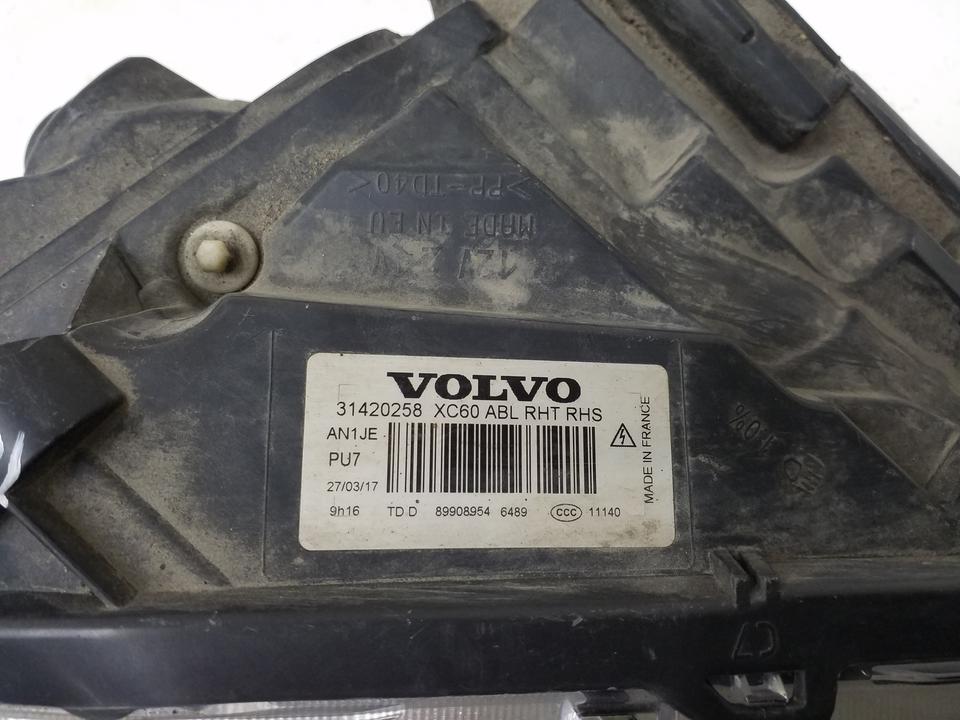 >PP-TD40<
MADE IN EU
12V
VOLVO
31420258 XC60 ABL RHT RHS
AN1JE
PU7
27/03/17
9h16 TD D 89908954 6489 CCC 11140
MADE IN FRANCE